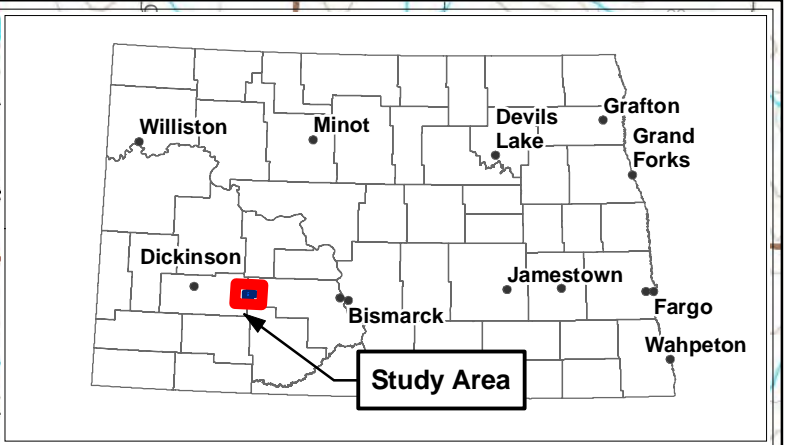 Williston
Minot
Devils
Lake
Grafton
Grand
Forks
Dickinson
Bismarck
Jamestown
Fargo
Wahpeton
Study Area